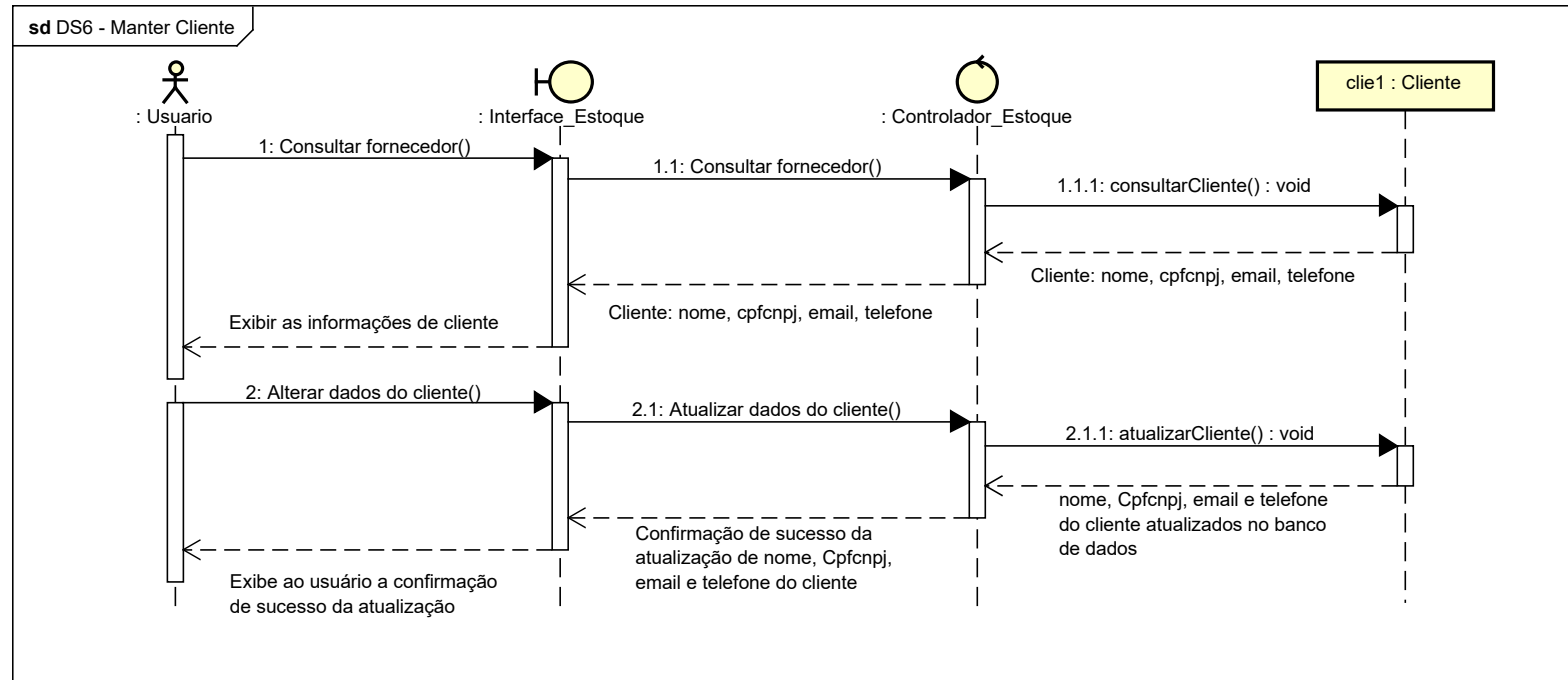 sd DS6 - Manter Cliente
: Usuario
: Interface_Estoque
: Controlador_Estoque
clie1 : Cliente
1: Consultar fornecedor()
1.1: Consultar fornecedor()
1.1.1: consultarCliente() : void
Cliente: nome, cpfcnpj, email, telefone
Cliente: nome, cpfcnpj, email, telefone
Exibir as informações de cliente
2: Alterar dados do cliente()
2.1: Atualizar dados do cliente()
2.1.1: atualizarCliente() : void
nome, Cpfcnpj, email e telefone
do cliente atualizados no banco
de dados
Confirmação de sucesso da
atualização de nome, Cpfcnpj,
email e telefone do cliente
Exibe ao usuário a confirmação
de sucesso da atualização